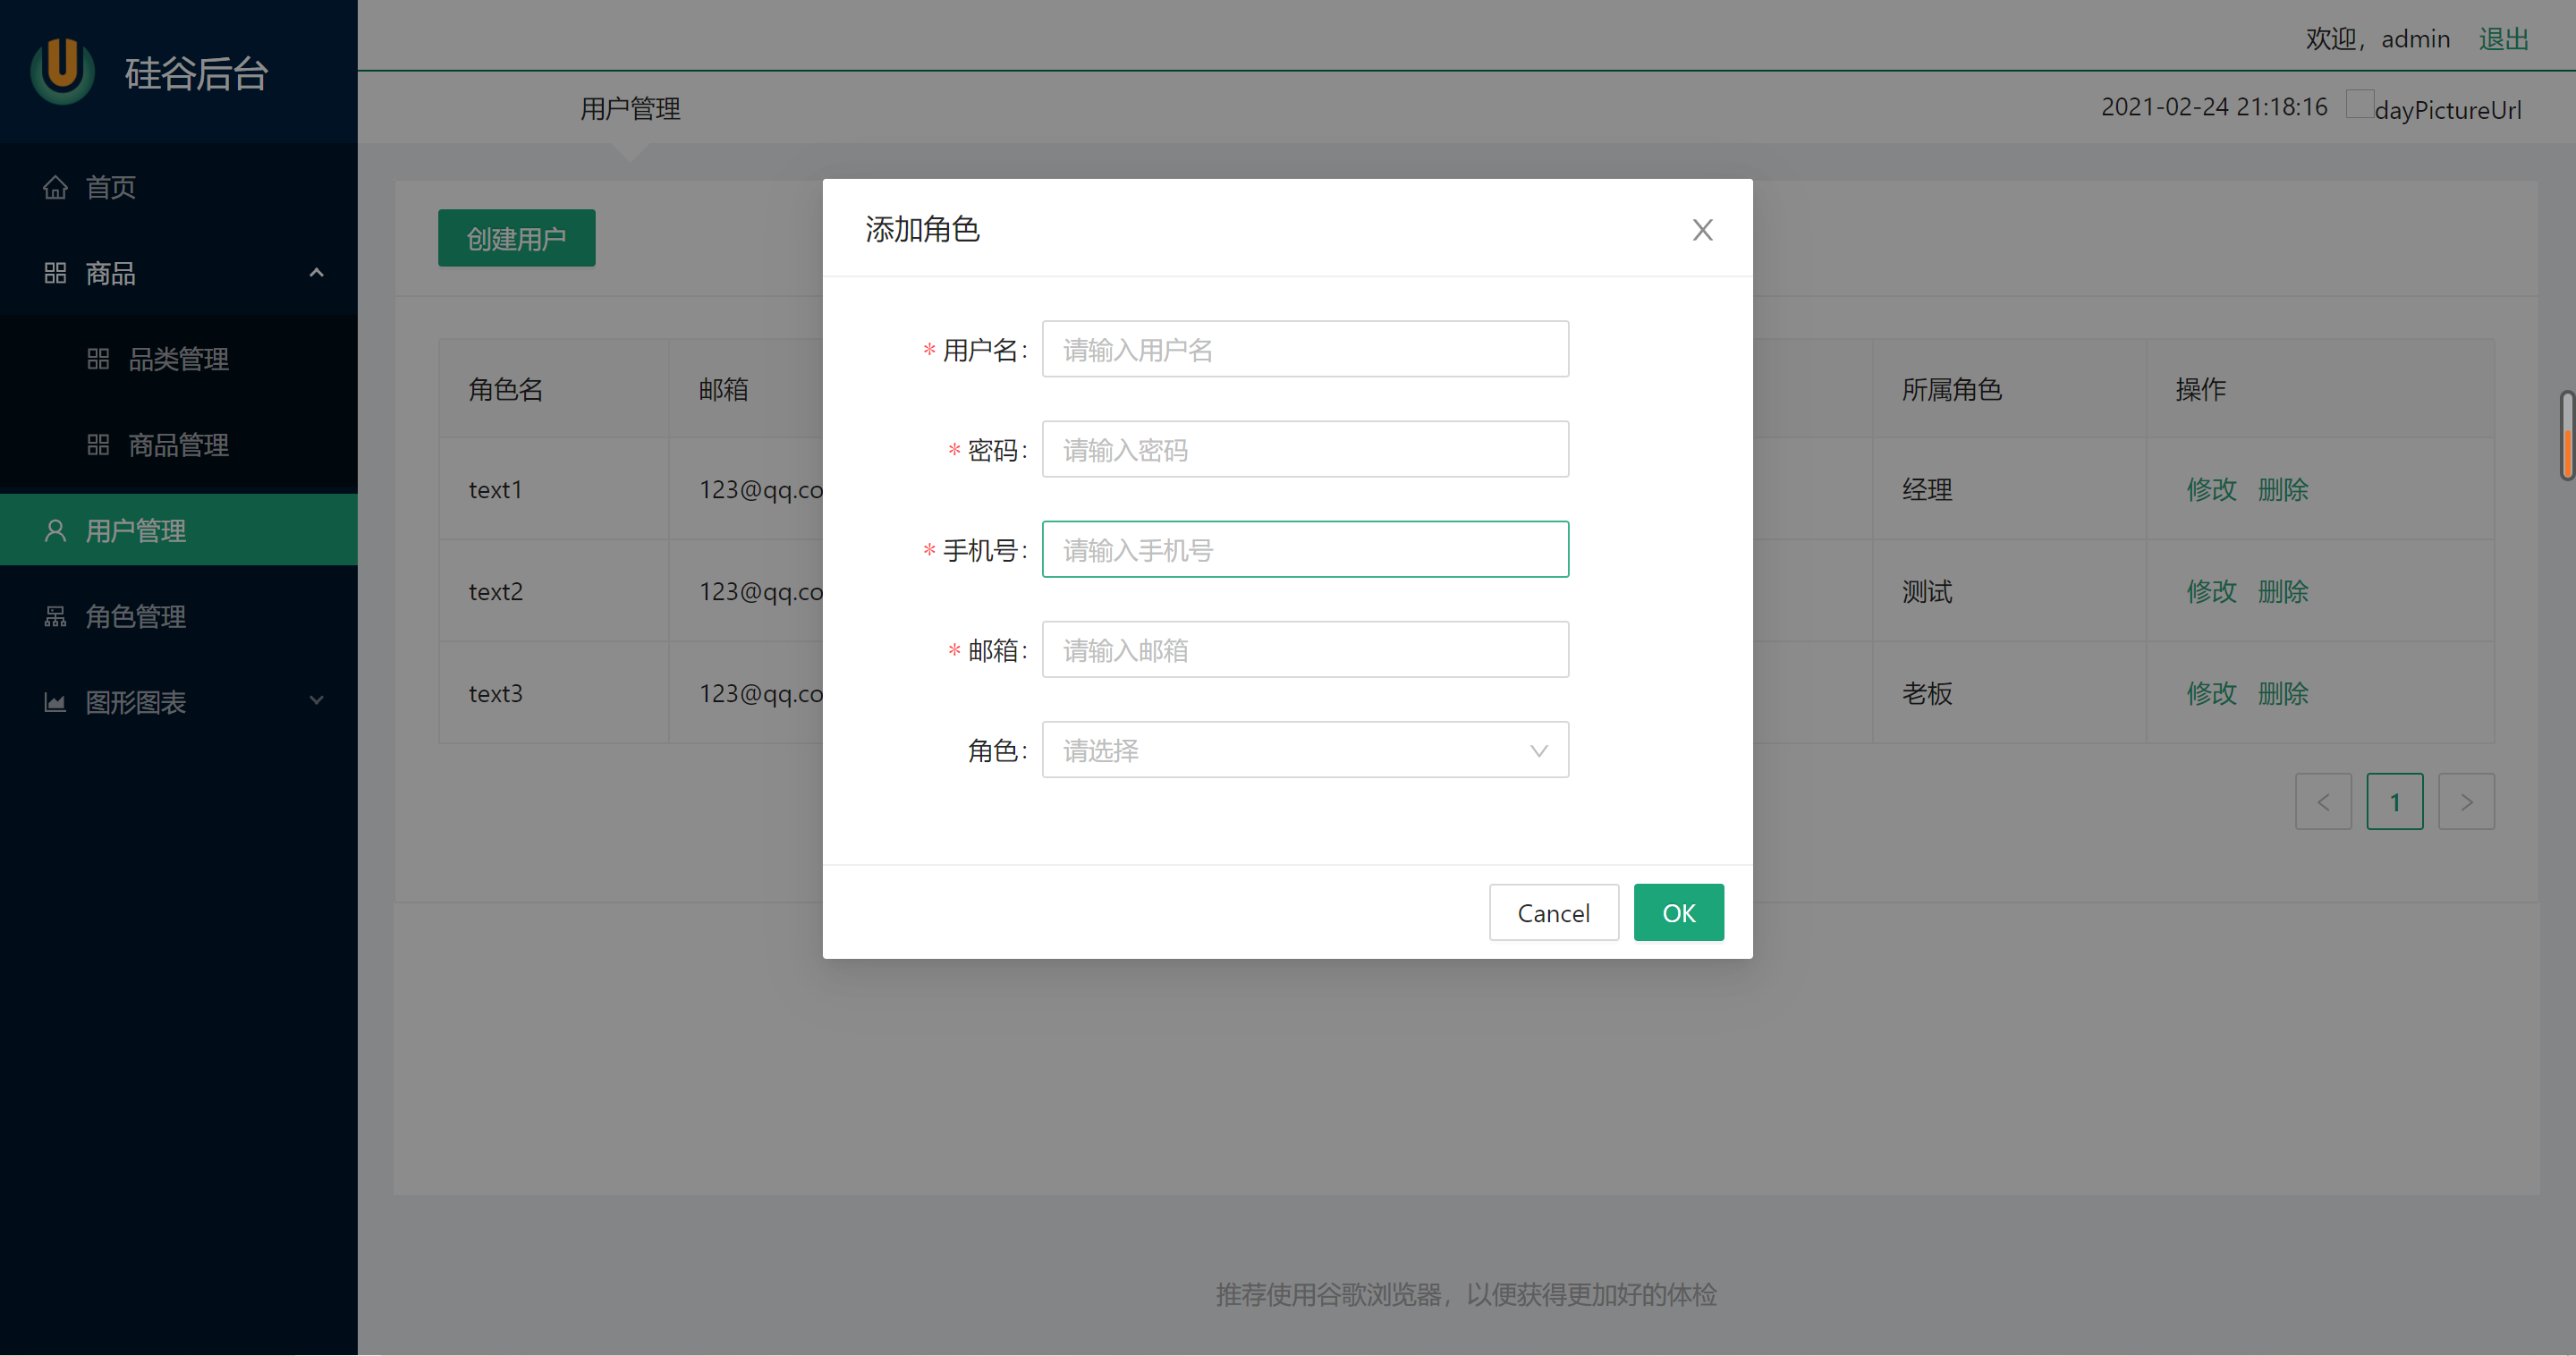 硅谷后台
欢迎，admin 退出
用户管理
2021-02-24 21:18:16 dayPictureUrl
首页
商品
品类管理
商品管理
用户管理
角色管理
图形图表
创建用户
角色名 邮箱 所属角色 操作
text1 123@qq.co 经理 修改 删除
text2 123@qq.co 测试 修改 删除
text3 123@qq.co 老板 修改 删除
< 1 >
添加角色
* 用户名: 请输入用户名
* 密码: 请输入密码
* 手机号: 请输入手机号
* 邮箱: 请输入邮箱
角色: 请选择
Cancel OK
推荐使用谷歌浏览器，以便获得更加好的体检